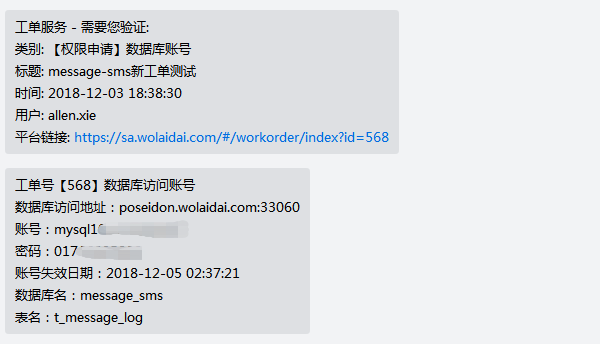 工单服务 - 需要您验证:
类别: 【权限申请】数据库账号
标题: message-sms新工单测试
时间: 2018-12-03 18:38:30
用户: allen.xie
平台链接: https://sa.wolaidai.com/#/workorder/index?id=568
工单号【568】数据库访问账号
数据库访问地址：poseidon.wolaidai.com:33060
账号：
密码：
账号失效日期：2018-12-05 02:37:21
数据库名：message_sms
表名：t_message_log